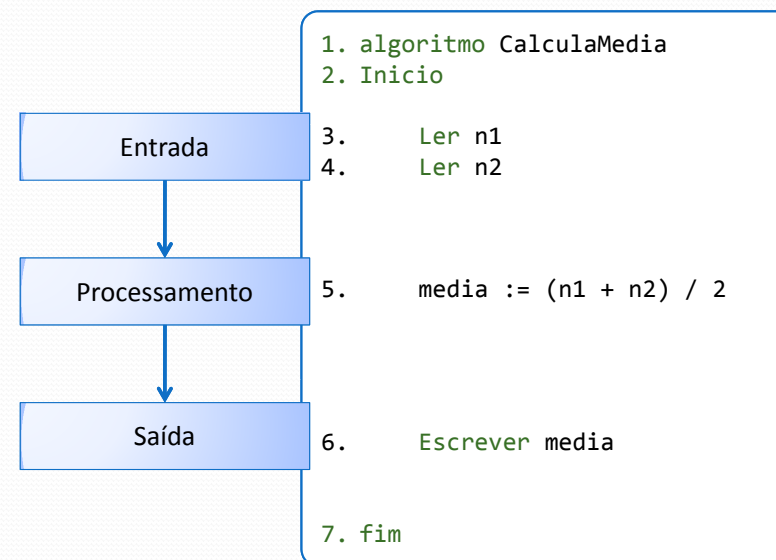 1. algoritmo CalculaMedia
2. Inicio
Entrada
3. Ler n1
4. Ler n2
Processamento
5. media := (n1 + n2) / 2
Saída
6. Escrever media
7. fim